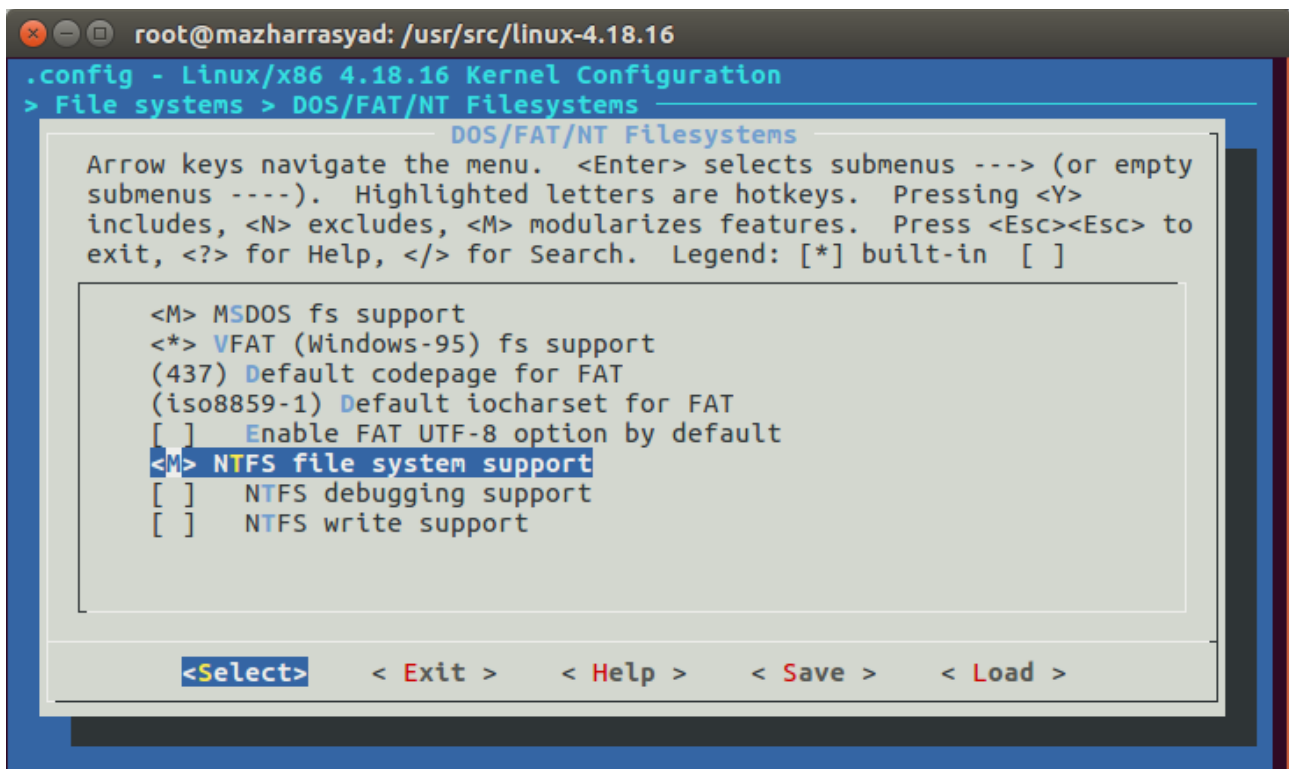 root@mazharrasyad: /usr/src/linux-4.18.16
.config - Linux/x86 4.18.16 Kernel Configuration
> File systems > DOS/FAT/NT Filesystems
DOS/FAT/NT Filesystems
Arrow keys navigate the menu.  <Enter> selects submenus ---> (or empty
submenus ----).  Highlighted letters are hotkeys.  Pressing <Y>
includes, <N> excludes, <M> modularizes features.  Press <Esc><Esc> to
exit, <?> for Help, </> for Search.  Legend: [*] built-in  [ ]
<M> MSDOS fs support
<*> VFAT (Windows-95) fs support
(437) Default codepage for FAT
(iso8859-1) Default iocharset for FAT
[ ]   Enable FAT UTF-8 option by default
<M> NTFS file system support
[ ]   NTFS debugging support
[ ]   NTFS write support
<Select>    < Exit >    < Help >    < Save >    < Load >